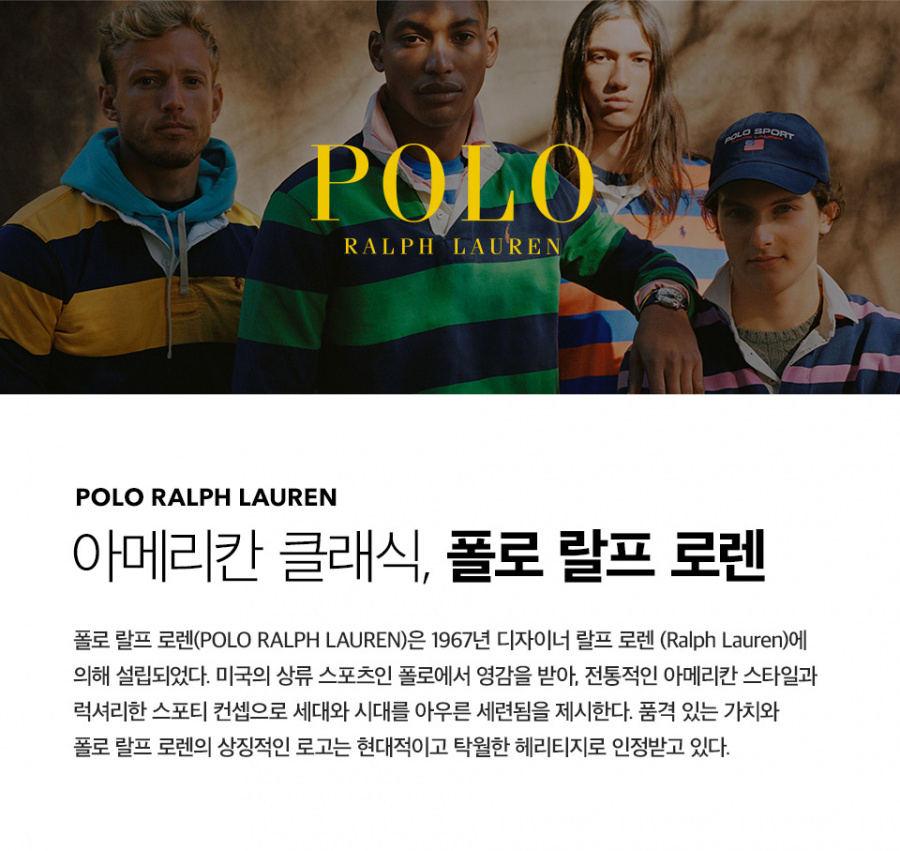 POLO SPORT
POLO
RALPH LAUREN
POLO RALPH LAUREN
아메리칸 클래식, 폴로 랄프 로렌
폴로 랄프 로렌(POLO RALPH LAUREN)은 1967년 디자이너 랄프 로렌 (Ralph Lauren)에
의해 설립되었다. 미국의 상류 스포츠인 폴로에서 영감을 받아, 전통적인 아메리칸 스타일과
럭셔리한 스포티 컨셉으로 세대와 시대를 아우른 세련됨을 제시한다. 품격 있는 가치와
폴로 랄프 로렌의 상징적인 로고는 현대적이고 탁월한 헤리티지로 인정받고 있다.